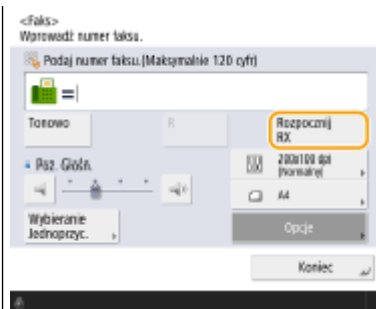 <Faks>
Wprowadź numer faksu.
Podaj numer faksu.(Maksymalnie 120 cyfr)
=
Tonowo
R
Rozpocznij
RX
Poz. Głośn.
200x100 dpi
(Normalny)
A4
Wybieranie
Jednoprzyc.
Opcje
Koniec